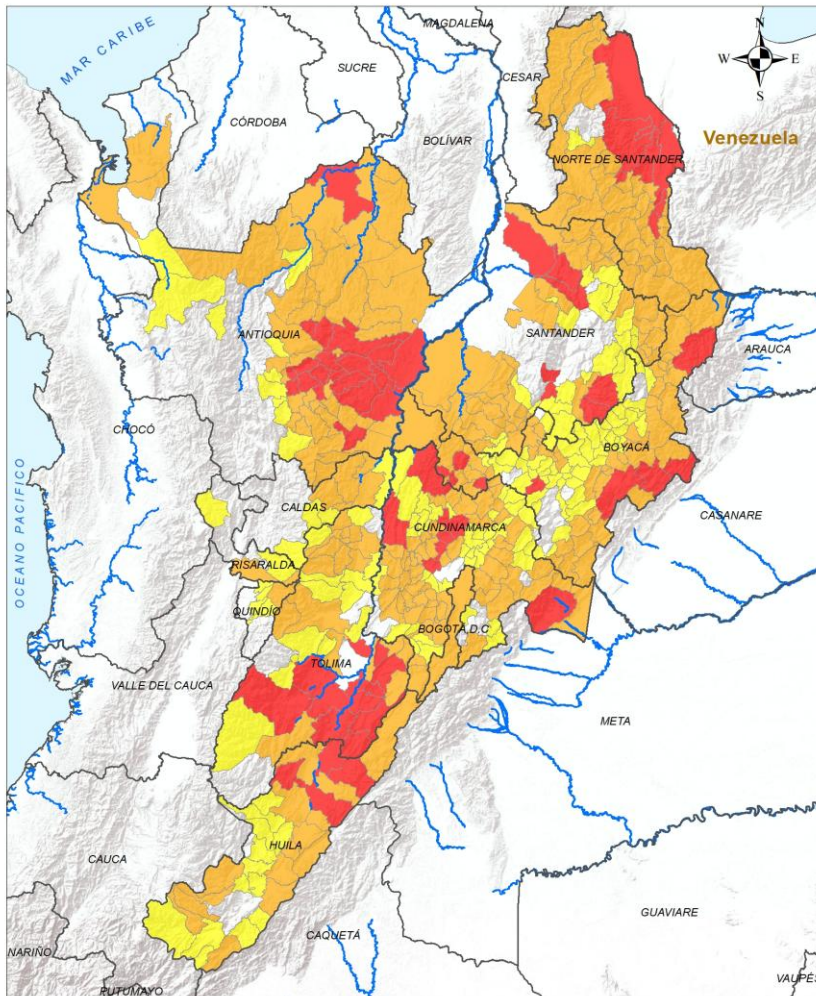 MAGDALENA
N
W E
S
MAR CARIBE
SUCRE
CESAR
CÓRDOBA
BOLÍVAR
Venezuela
NORTE DE SANTANDER
ANTIOQUIA
SANTANDER
ARAUCA
CHOCÓ
BOYACÁ
OCEANO PACIFICO
CALDAS
CASANARE
CUNDINAMARCA
RISARALDA
QUINDÍO
BOGOTÁ, D.C
TOLIMA
VALLE DEL CAUCA
META
HUILA
CAUCA
GUAVIARE
CAQUETÁ
NARIÑO
PUTUMAYO
VAUPÉS